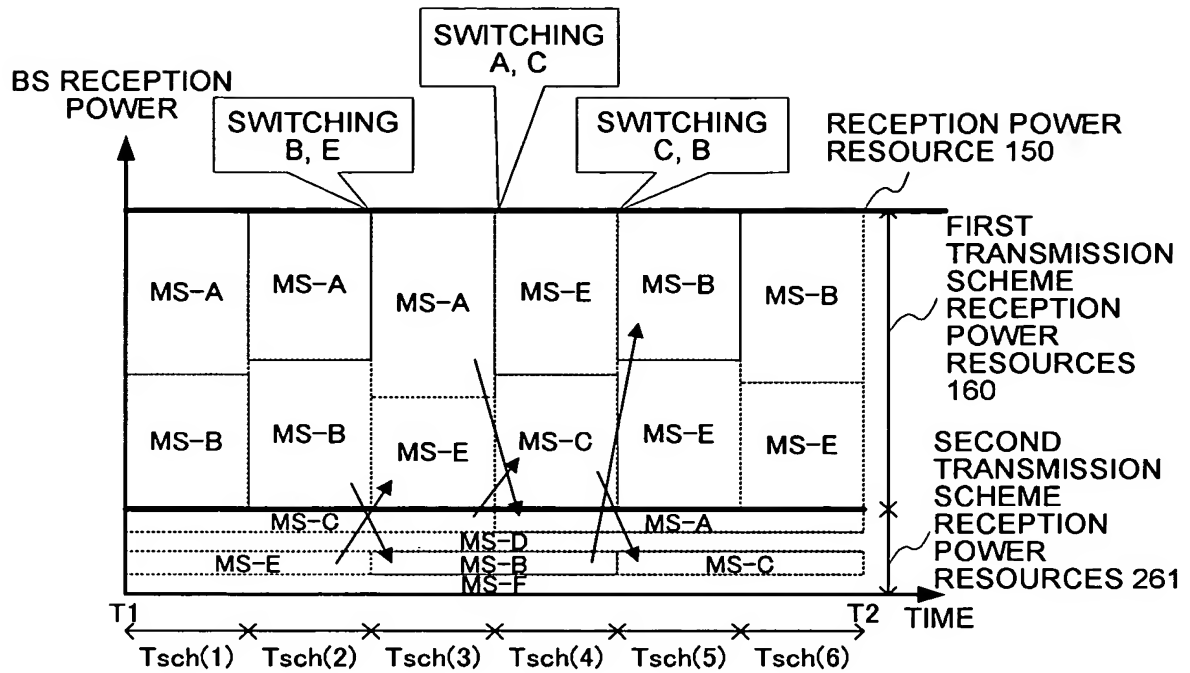 SWITCHING
A, C
BS RECEPTION
POWER
SWITCHING
B, E
SWITCHING
C, B
RECEPTION POWER
RESOURCE 150
MS-A
MS-A
MS-A
MS-E
MS-B
MS-B
MS-B
MS-B
MS-E
MS-C
MS-E
MS-E
FIRST
TRANSMISSION
SCHEME
RECEPTION
POWER
RESOURCES
160
MS-C
MS-A
MS-D
MS-E
MS-B
MS-C
MS-F
SECOND
TRANSMISSION
SCHEME
RECEPTION
POWER
RESOURCES 261
T1
T2
TIME
Tsch(1)
Tsch(2)
Tsch(3)
Tsch(4)
Tsch(5)
Tsch(6)